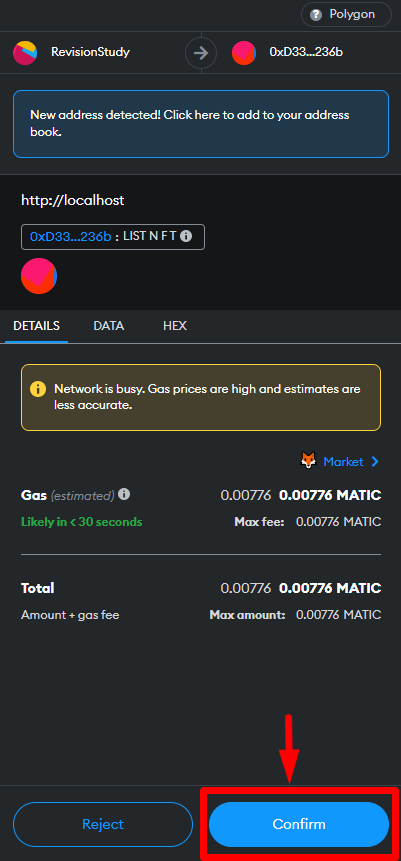 Polygon
RevisionStudy
0xD33...236b
New address detected! Click here to add to your address
book.
http://localhost
0xD33...236b : LIST N F T
DETAILS DATA HEX
Network is busy. Gas prices are high and estimates are
less accurate.
Market
Gas (estimated) 0.00776 0.00776 MATIC
Likely in < 30 seconds Max fee: 0.00776 MATIC
Total 0.00776 0.00776 MATIC
Amount + gas fee Max amount: 0.00776 MATIC
Reject Confirm